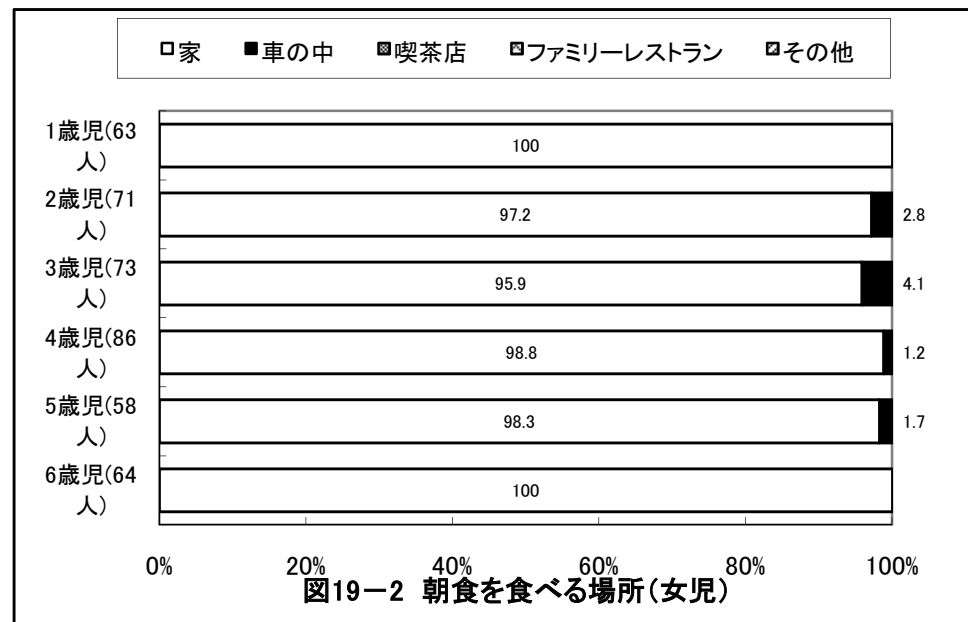 家 車の中 喫茶店 ファミリーレストラン その他
1歳児(63
人)
100
2歳児(71
人)
97.2 2.8
3歳児(73
人)
95.9 4.1
4歳児(86
人)
98.8 1.2
5歳児(58
人)
98.3 1.7
6歳児(64
人)
100
0% 20% 40% 60% 80% 100%
図19－2 朝食を食べる場所(女児)